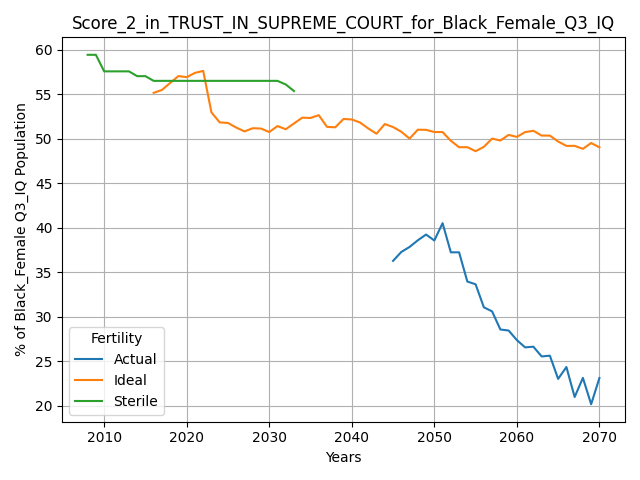 Score_2_in_TRUST_IN_SUPREME_COURT_for_Black_Female_Q3_IQ
% of Black_Female Q3_IQ Population
60
55
50
45
40
35
30
25
20
Fertility
Actual
Ideal
Sterile
2010 2020 2030 2040 2050 2060 2070
Years